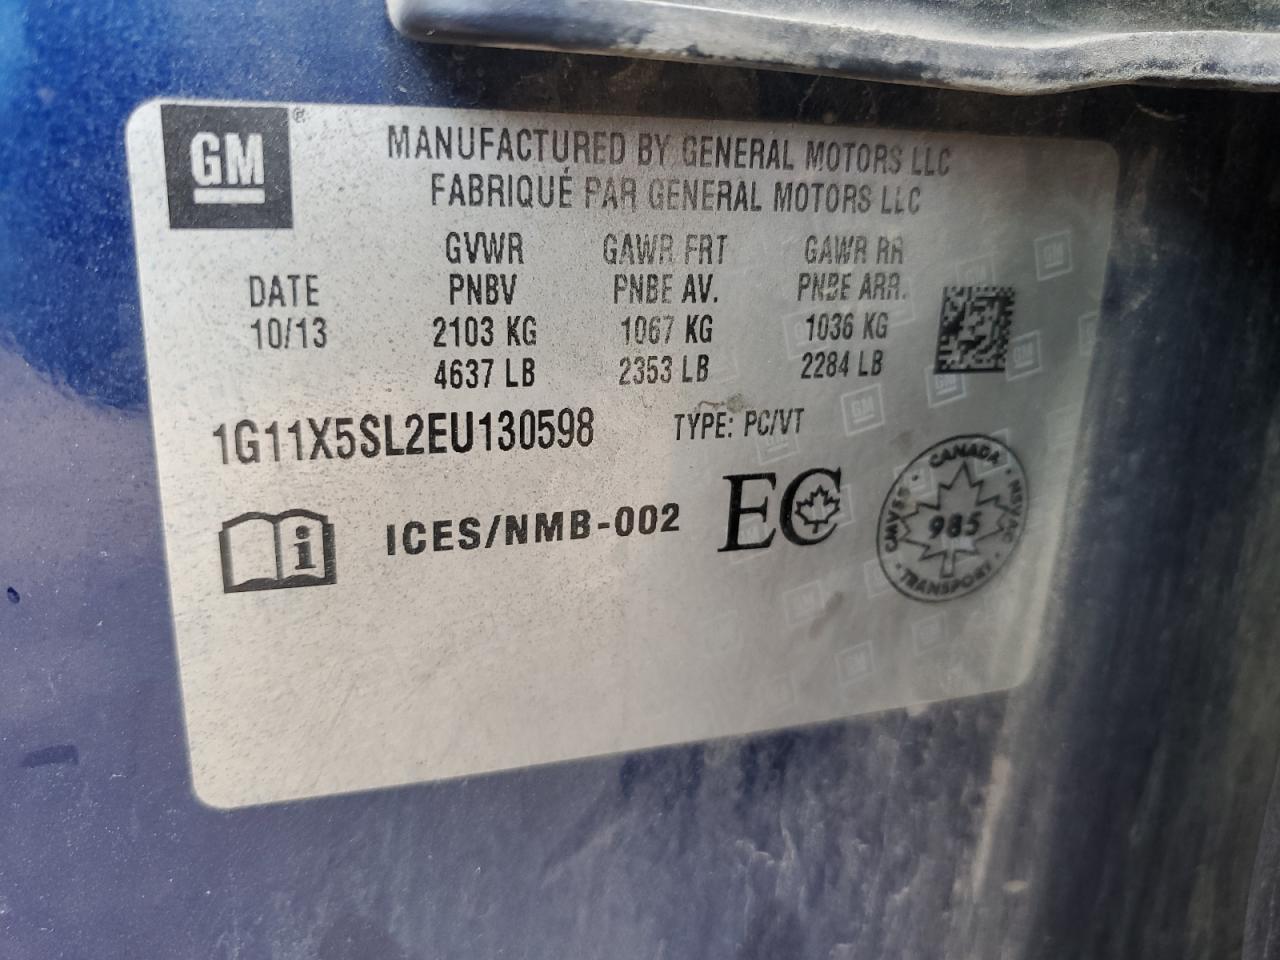 GM ®
MANUFACTURED BY GENERAL MOTORS LLC
FABRIQUÉ PAR GENERAL MOTORS LLC
GVWR GAWR FRT GAWR RR
DATE PNBV PNBE AV. PNBE ARR.
10/13 2103 KG 1067 KG 1036 KG
4637 LB 2353 LB 2284 LB
1G11X5SL2EU130598 TYPE: PC/VT
i ICES/NMB-002 EC
CANADA
CMVSS 985 NSVAC
TRANSPORT